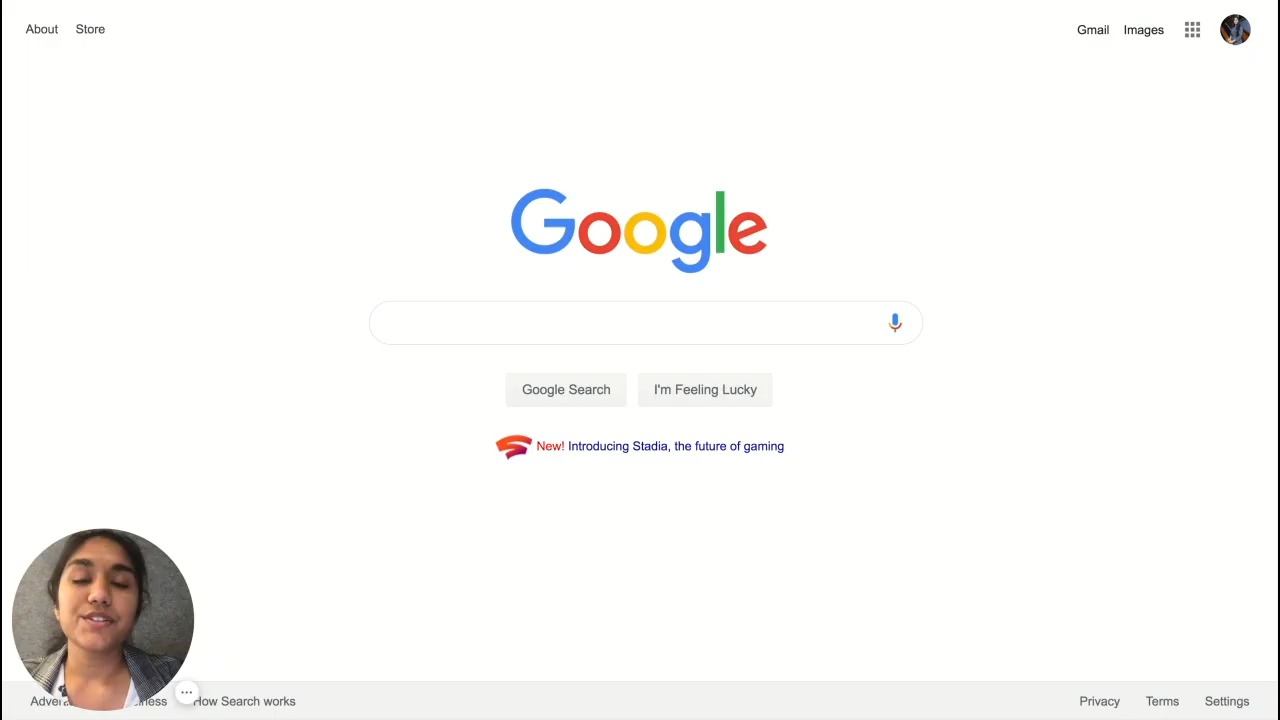 About Store
Gmail Images
Google
Google Search I'm Feeling Lucky
New! Introducing Stadia, the future of gaming
How Search works
Privacy Terms Settings